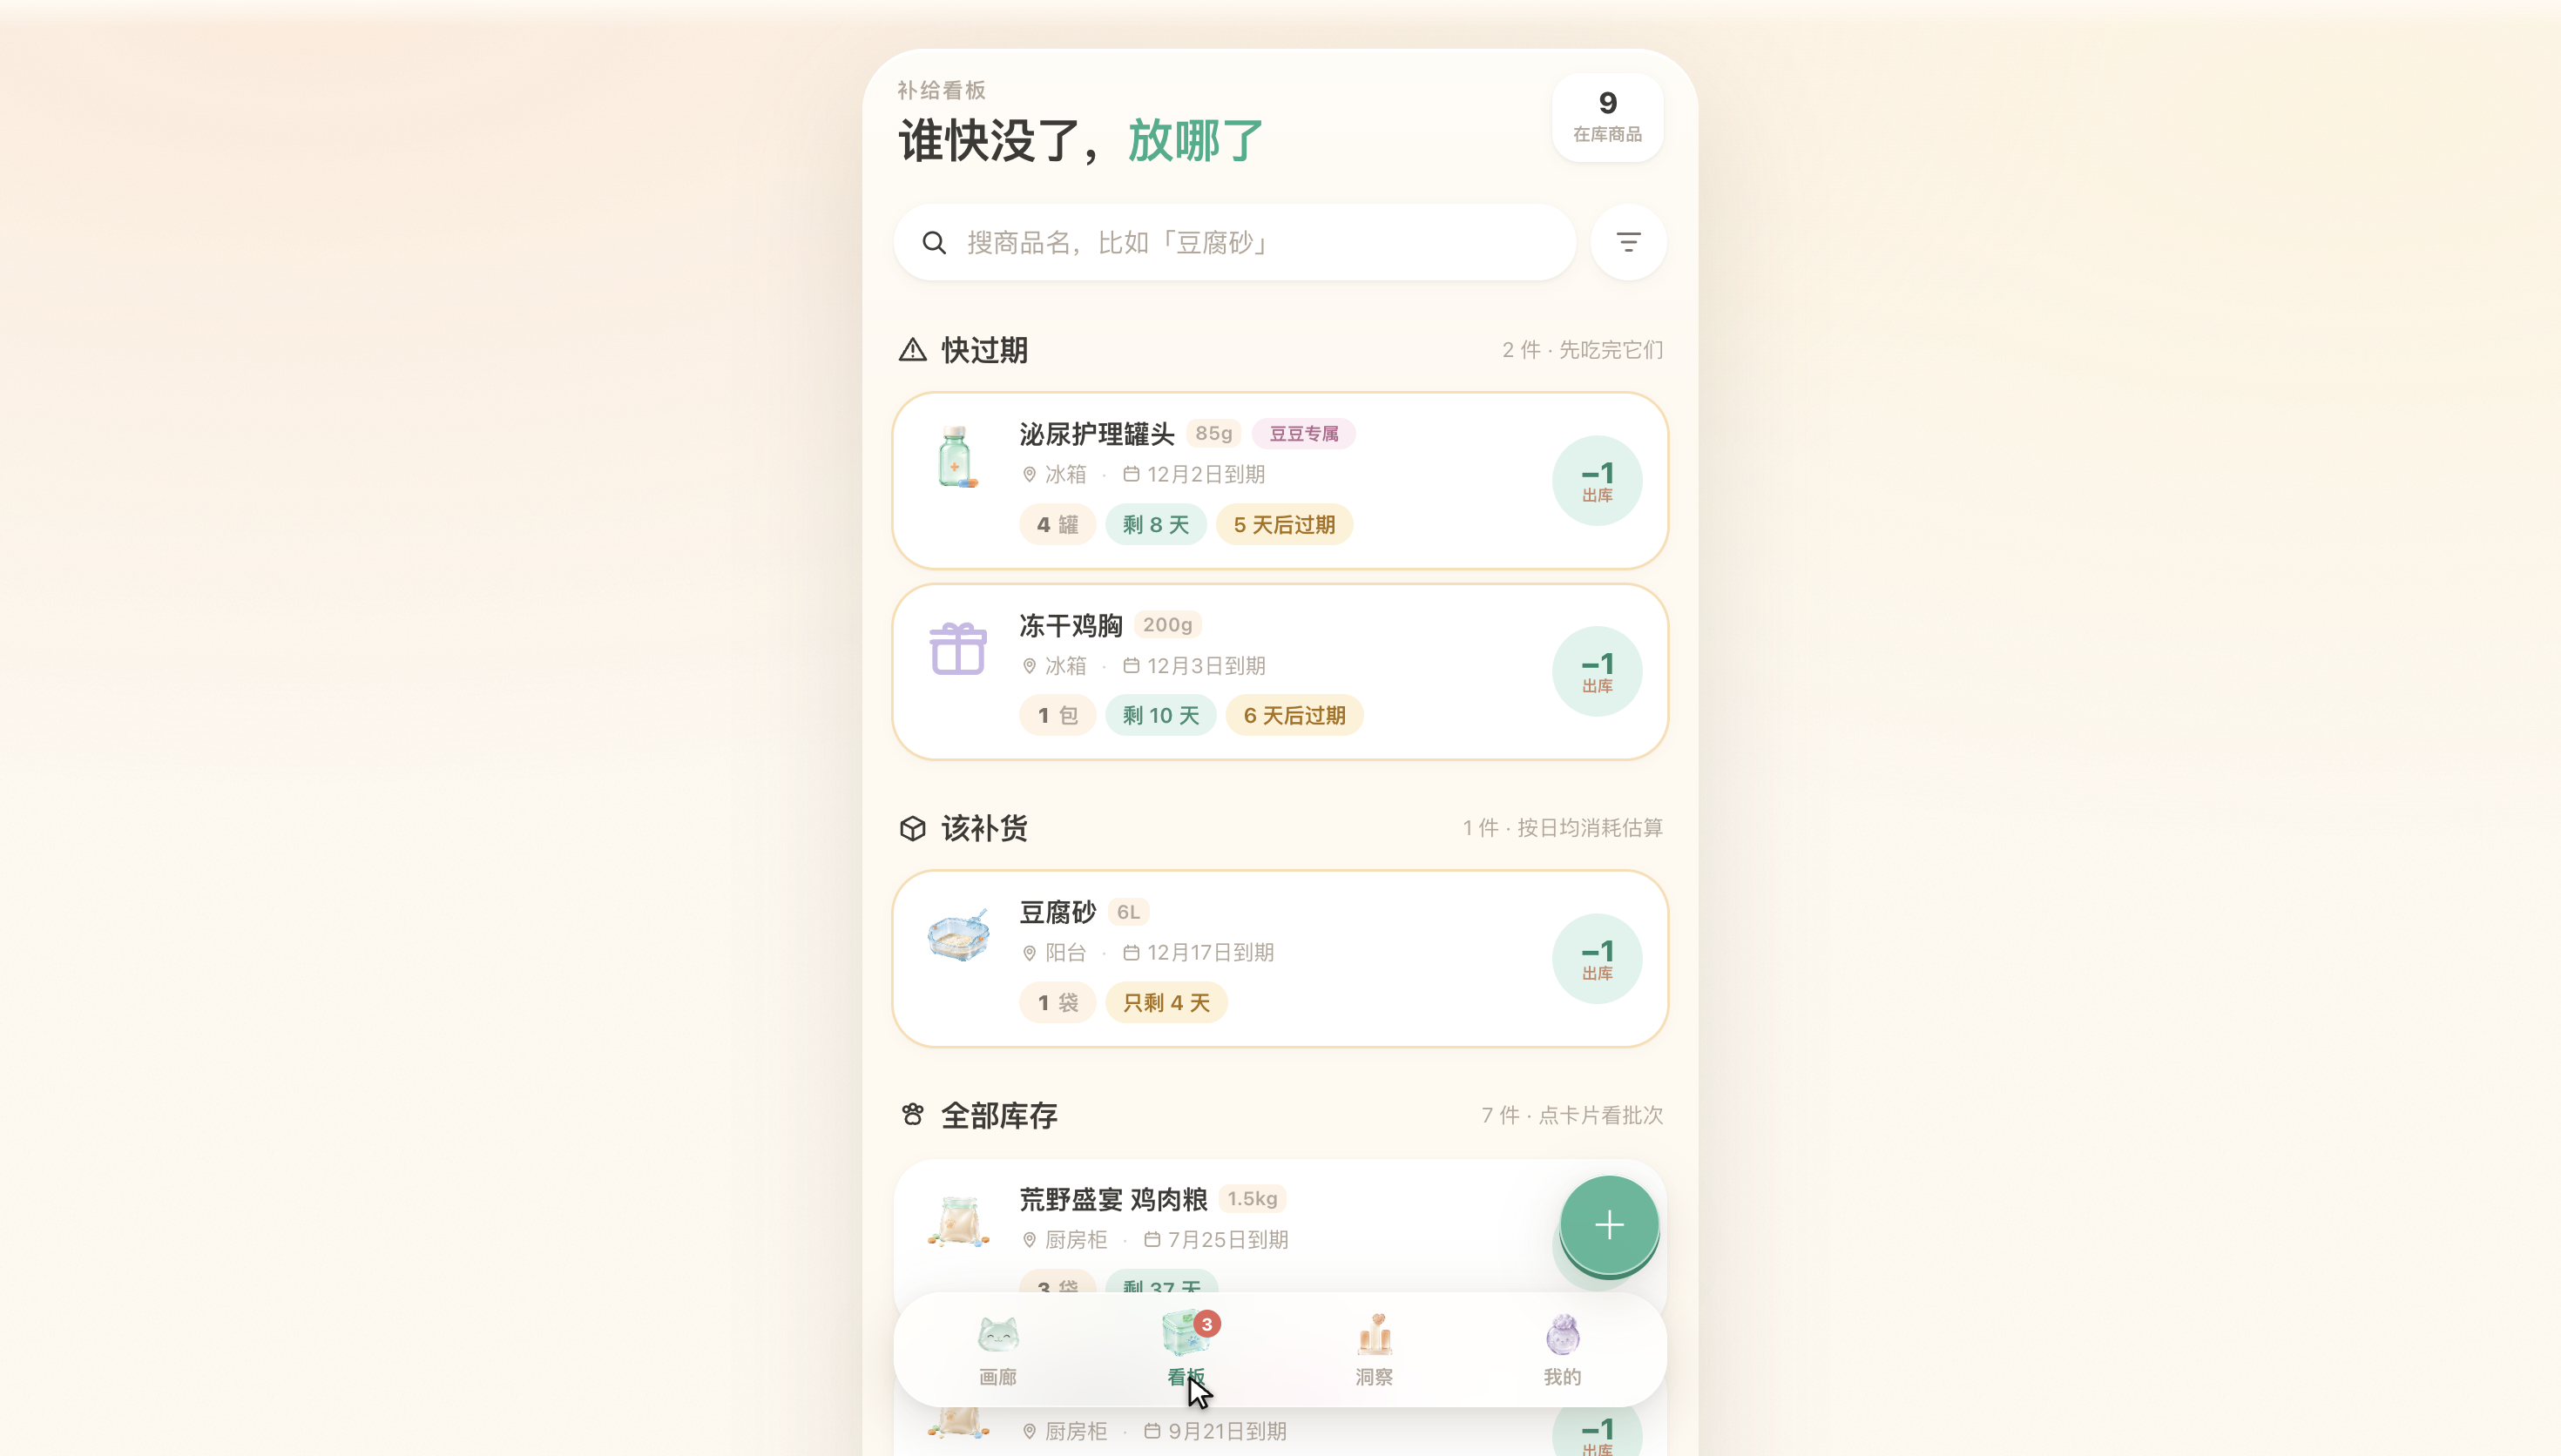 补给看板
谁快没了，放哪了
9
在库商品
搜商品名，比如「豆腐砂」
快过期
2 件 · 先吃完它们
泌尿护理罐头 85g 豆豆专属
冰箱 · 12月2日到期
4 罐 剩 8 天 5 天后过期
−1
出库
冻干鸡胸 200g
冰箱 · 12月3日到期
1 包 剩 10 天 6 天后过期
−1
出库
该补货
1 件 · 按日均消耗估算
豆腐砂 6L
阳台 · 12月17日到期
1 袋 只剩 4 天
−1
出库
全部库存
7 件 · 点卡片看批次
荒野盛宴 鸡肉粮 1.5kg
厨房柜 · 7月25日到期
3 袋 剩 37 天
3
画廊 看板 洞察 我的
厨房柜 · 9月21日到期
−1
出库